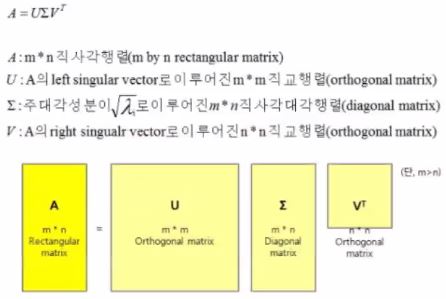 A = UΣVᵀ
A : m * n 직사각행렬(m by n rectangular matrix)
U : A의 left singular vector로 이루어진 m * m 직교행렬(orthogonal matrix)
Σ : 주 대각성분이 √λᵢ 로 이루어진 m * n 직사각 대각행렬(diagonal matrix)
V : A의 right singualr vector로 이루어진 n * n 직교행렬(orthogonal matrix)
(단, m>n)
A
m * n
Rectangular
matrix
=
U
m * m
Orthogonal matrix
Σ
m * n
Diagonal
matrix
Vᵀ
n * n
Orthogonal
matrix